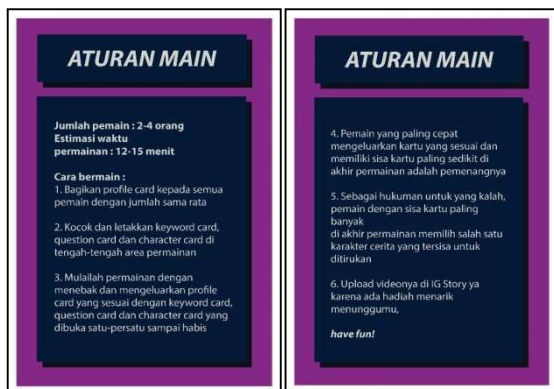 ATURAN MAIN
Jumlah pemain : 2-4 orang
Estimasi waktu
permainan : 12-15 menit
Cara bermain :
1. Bagikan profile card kepada semua
pemain dengan jumlah sama rata
2. Kocok dan letakkan keyword card,
question card dan character card di
tengah-tengah area permainan
3. Mulailah permainan dengan
menebak dan mengeluarkan profile
card yang sesuai dengan keyword card,
question card dan character card yang
dibuka satu-persatu sampai habis
ATURAN MAIN
4. Pemain yang paling cepat
mengeluarkan kartu yang sesuai dan
memiliki sisa kartu paling sedikit di
akhir permainan adalah pemenangnya
5. Sebagai hukuman untuk yang kalah,
pemain dengan sisa kartu paling
banyak
di akhir permainan memilih salah satu
karakter cerita yang tersisa untuk
ditirukan
6. Upload videonya di IG Story ya
karena ada hadiah menarik
menunggumu,
have fun!